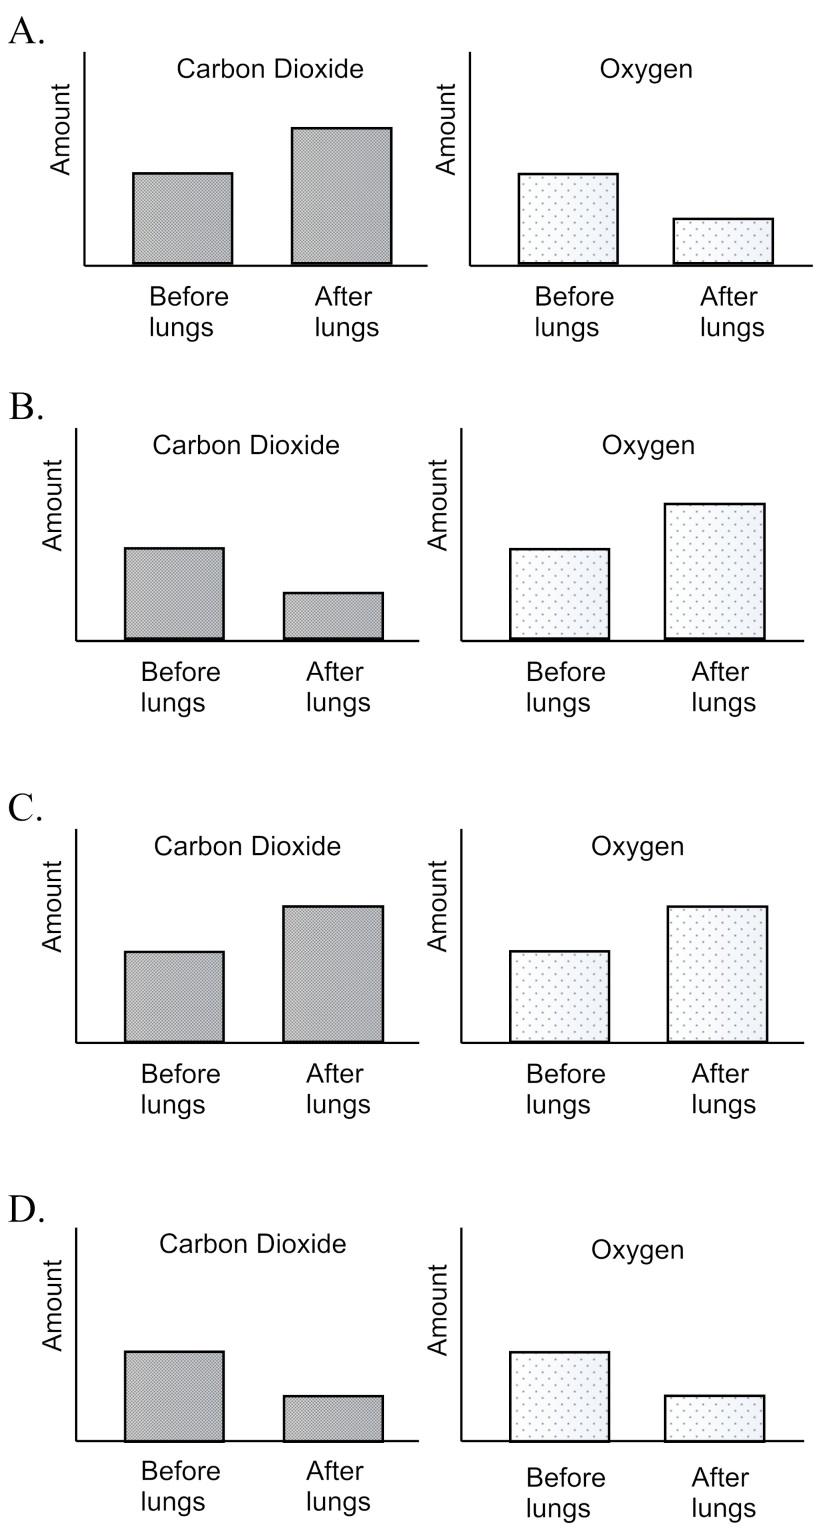 A.
Carbon Dioxide
Amount
Before lungs
After lungs
Oxygen
Amount
Before lungs
After lungs
B.
Carbon Dioxide
Amount
Before lungs
After lungs
Oxygen
Amount
Before lungs
After lungs
C.
Carbon Dioxide
Amount
Before lungs
After lungs
Oxygen
Amount
Before lungs
After lungs
D.
Carbon Dioxide
Amount
Before lungs
After lungs
Oxygen
Amount
Before lungs
After lungs